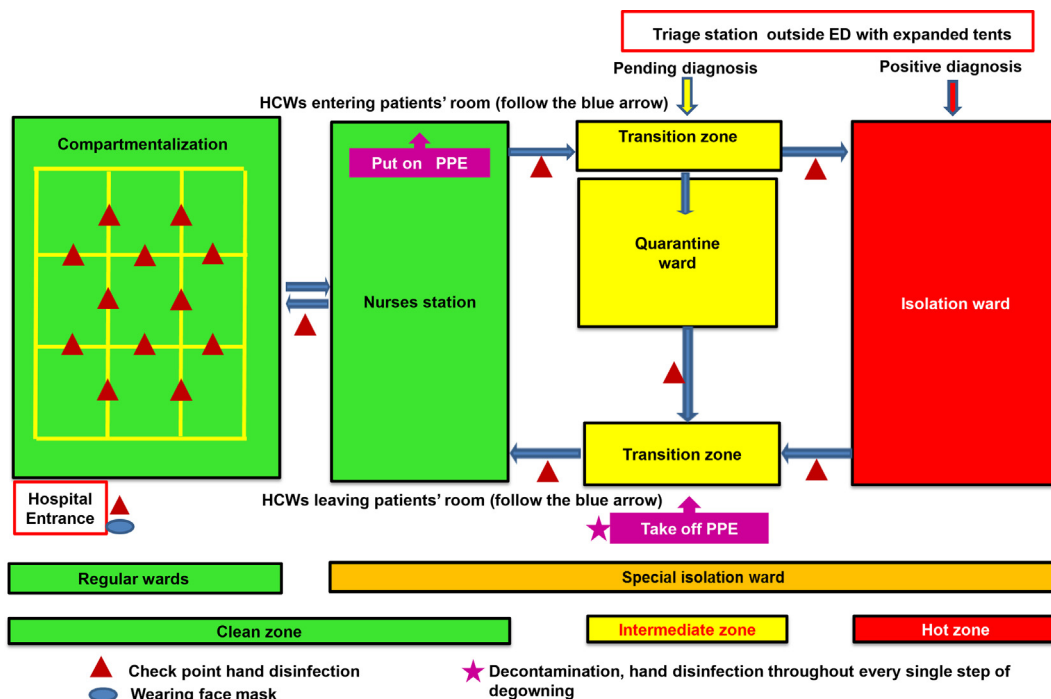 Triage station outside ED with expanded tents
Pending diagnosis
Positive diagnosis
HCWs entering patients' room (follow the blue arrow)
Compartmentalization
Put on PPE
Transition zone
Quarantine
ward
Nurses station
Isolation ward
Transition zone
Hospital
Entrance
HCWs leaving patients' room (follow the blue arrow)
Take off PPE
Regular wards
Special isolation ward
Clean zone
Intermediate zone
Hot zone
Check point hand disinfection
Wearing face mask
Decontamination, hand disinfection throughout every single step of
degowning